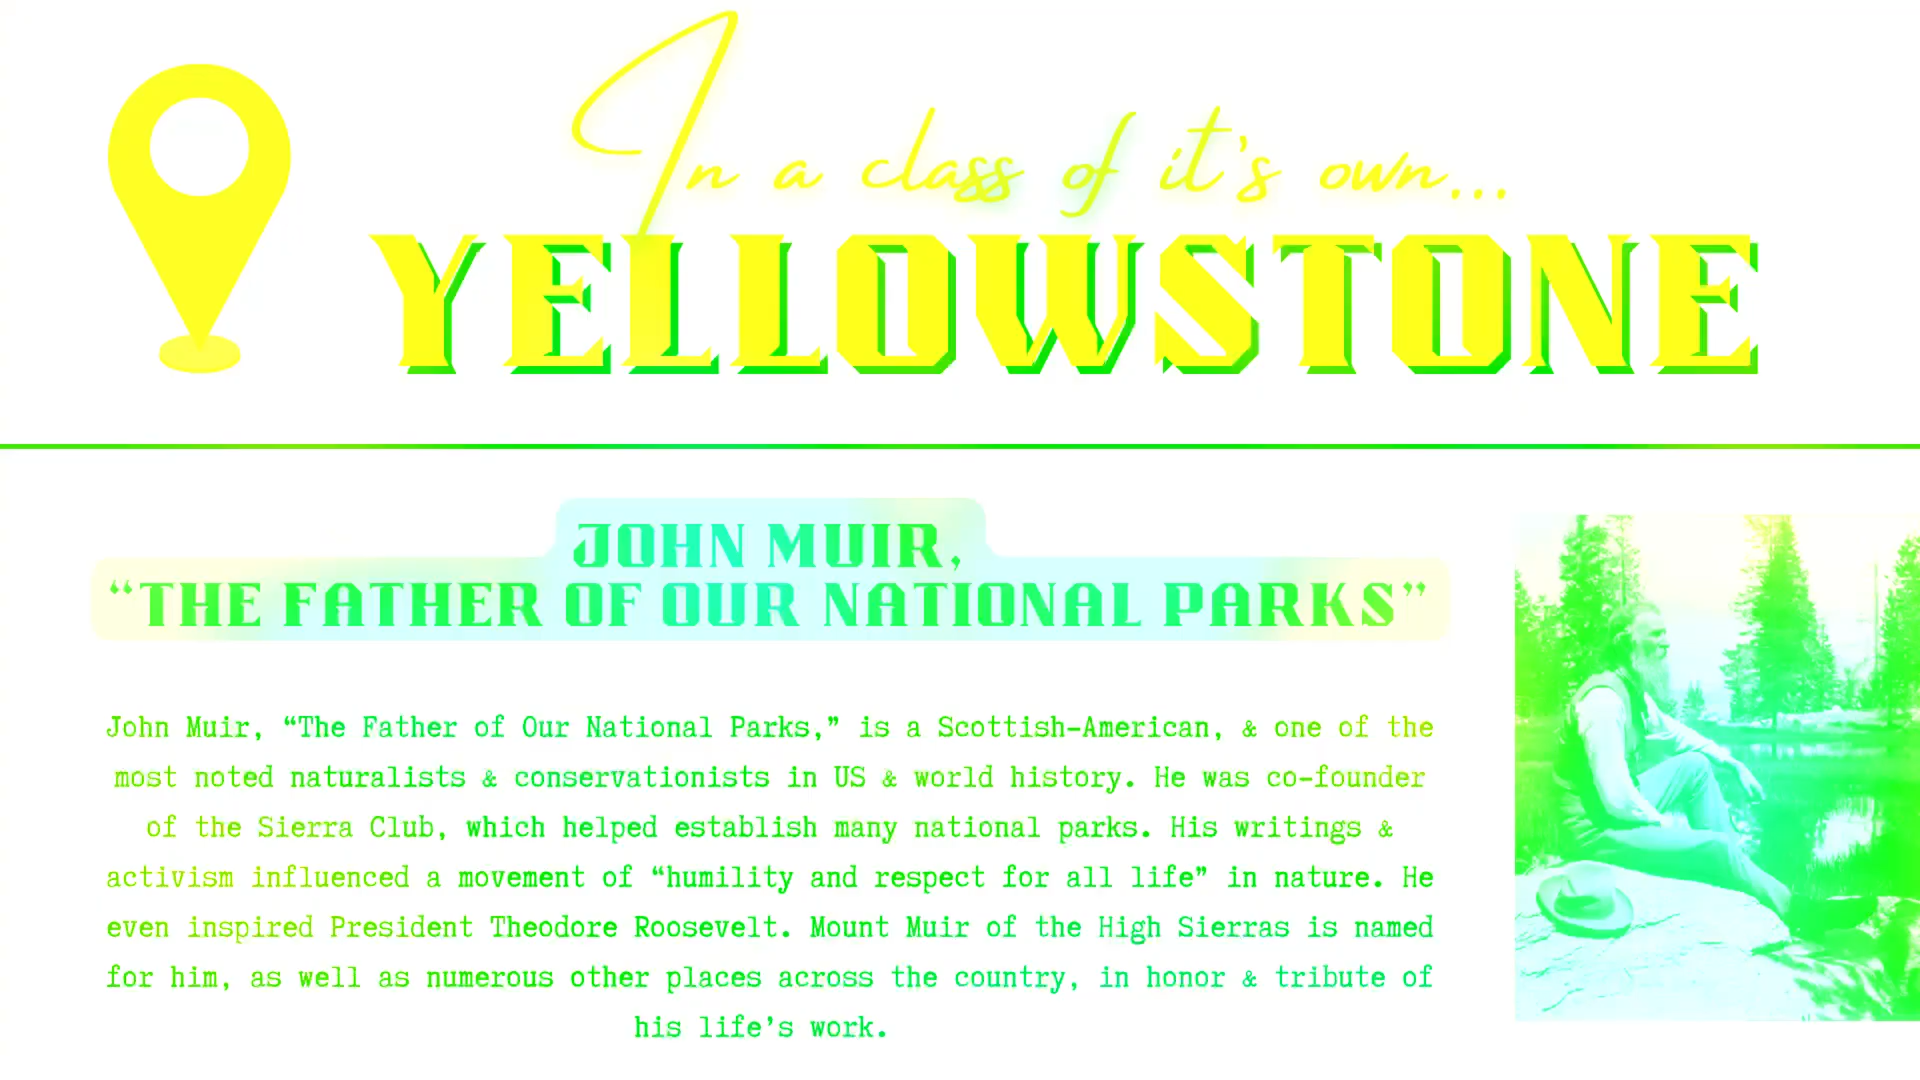 In a class of it's own...
YELLOWSTONE
JOHN MUIR,
“THE FATHER OF OUR NATIONAL PARKS”
John Muir, “The Father of Our National Parks,” is a Scottish-American, & one of the
most noted naturalists & conservationists in US & world history. He was co-founder
of the Sierra Club, which helped establish many national parks. His writings &
activism influenced a movement of “humility and respect for all life” in nature. He
even inspired President Theodore Roosevelt. Mount Muir of the High Sierras is named
for him, as well as numerous other places across the country, in honor & tribute of
his life's work.